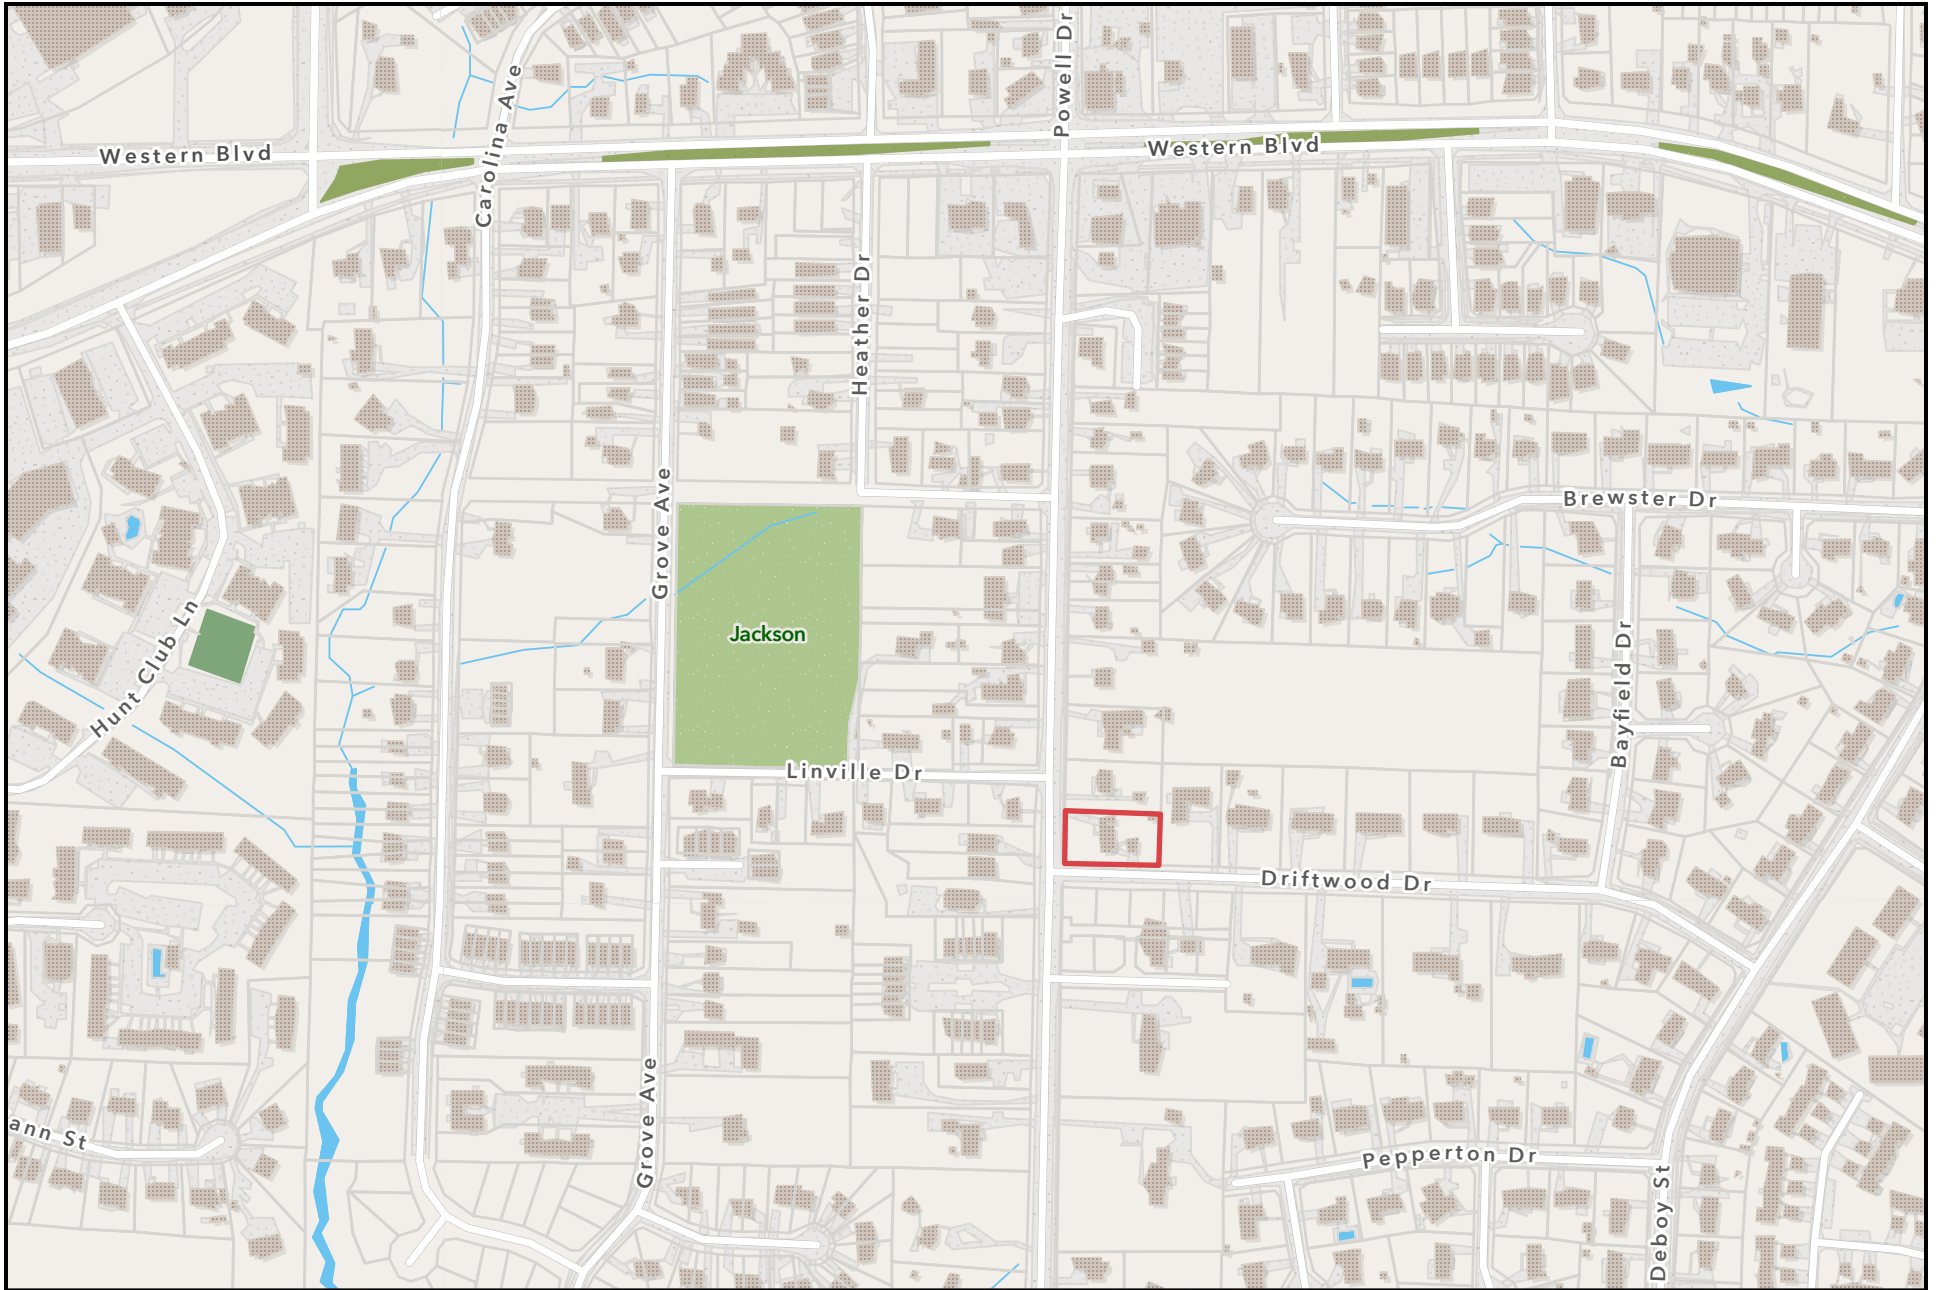 Powell Dr
Carolina Ave
Western Blvd
Western Blvd
Heather Dr
Grove Ave
Brewster Dr
Hunt Club Ln
Jackson
Bayfield Dr
Linville Dr
Driftwood Dr
Grove Ave
ann St
Pepperton Dr
Deboy St